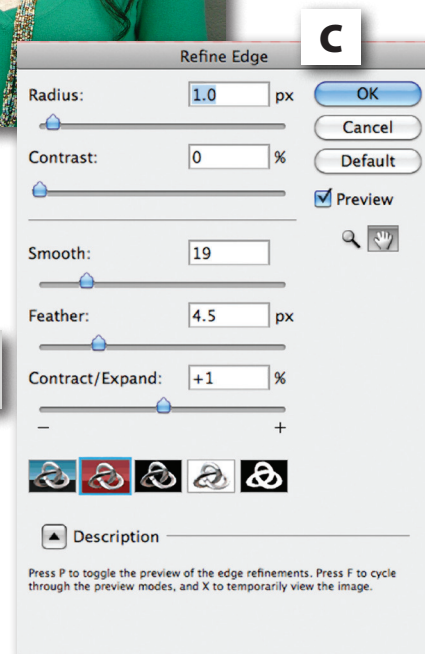 C
Refine Edge
Radius: 1.0 px
OK
Cancel
Contrast: 0 %
Default
Preview
Smooth: 19
Feather: 4.5 px
Contract/Expand: +1 %
− +
Description
Press P to toggle the preview of the edge refinements. Press F to cycle
through the preview modes, and X to temporarily view the image.